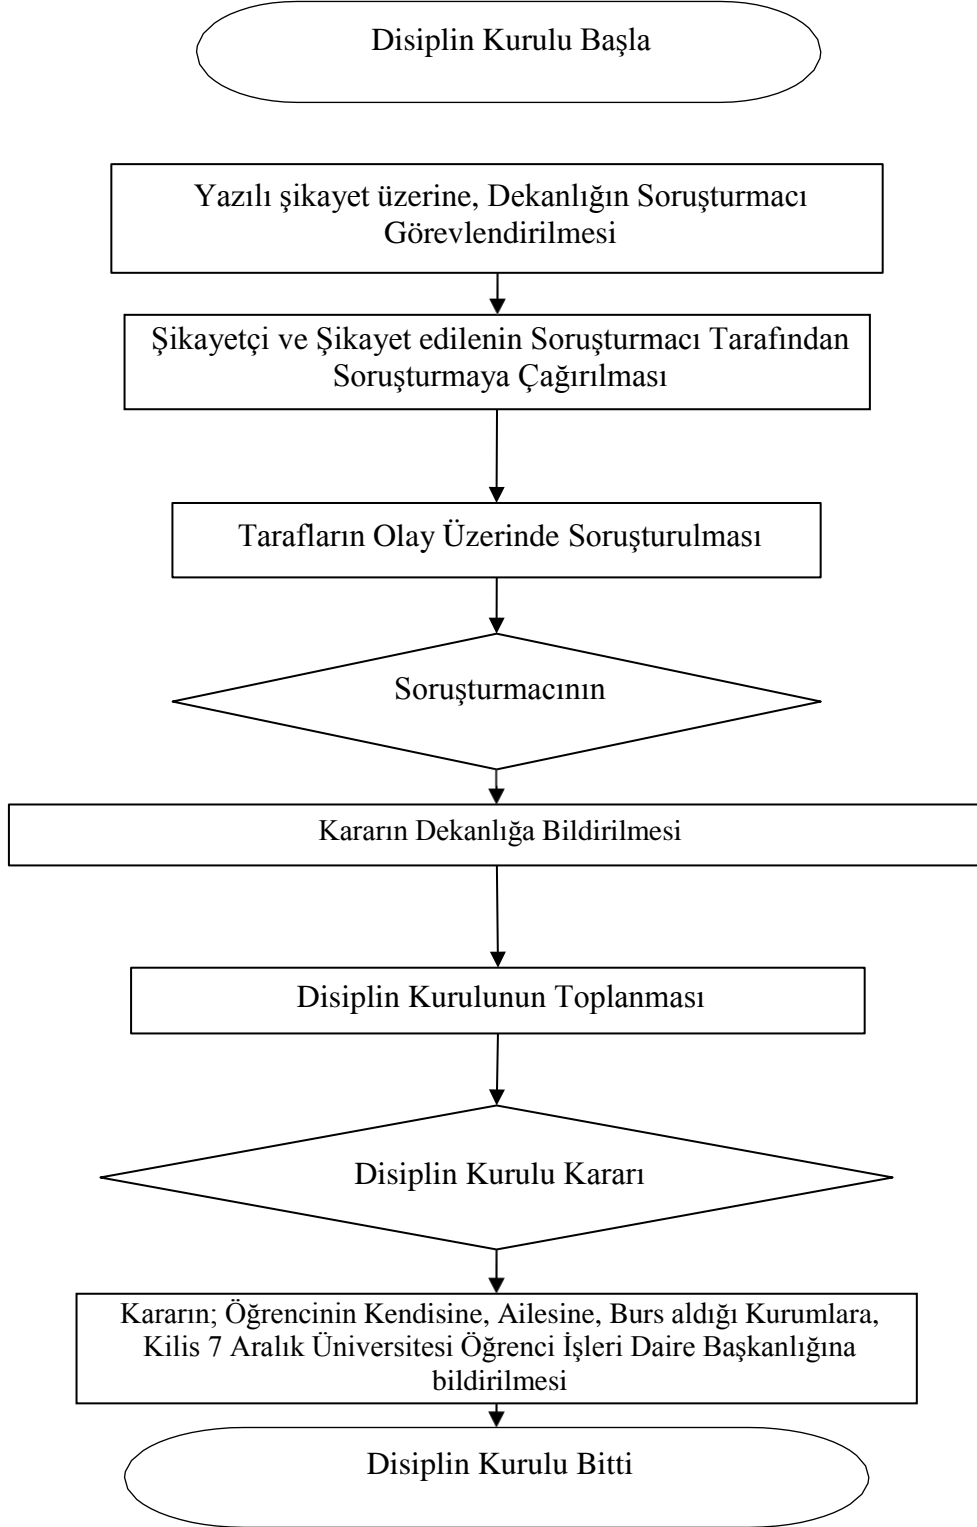 Disiplin Kurulu Başla
Yazılı şikayet üzerine, Dekanlığın Soruşturmacı
Görevlendirilmesi
Şikayetçi ve Şikayet edilenin Soruşturmacı Tarafından
Soruşturmaya Çağırılması
Tarafların Olay Üzerinde Soruşturulması
Soruşturmacının
Kararın Dekanlığa Bildirilmesi
Disiplin Kurulunun Toplanması
Disiplin Kurulu Kararı
Kararın; Öğrencinin Kendisine, Ailesine, Burs aldığı Kurumlara,
Kilis 7 Aralık Üniversitesi Öğrenci İşleri Daire Başkanlığına
bildirilmesi
Disiplin Kurulu Bitti